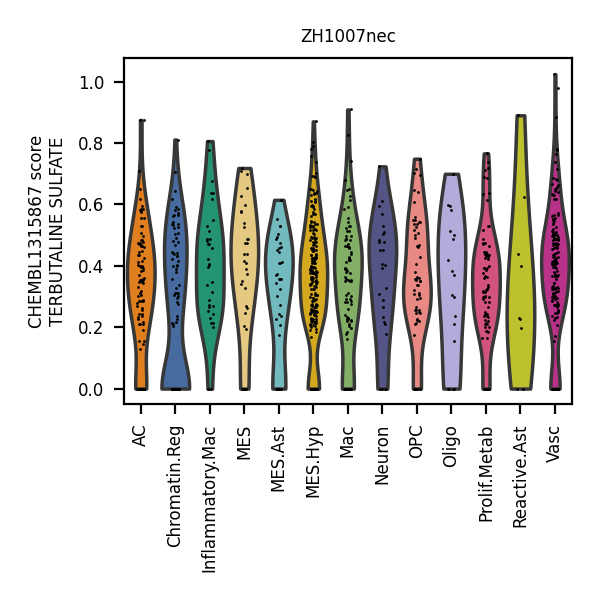 ZH1007nec
CHEMBL1315867 score
TERBUTALINE SULFATE
1.0
0.8
0.6
0.4
0.2
0.0
AC
Chromatin.Reg
Inflammatory.Mac
MES
MES.Ast
MES.Hyp
Mac
Neuron
OPC
Oligo
Prolif.Metab
Reactive.Ast
Vasc